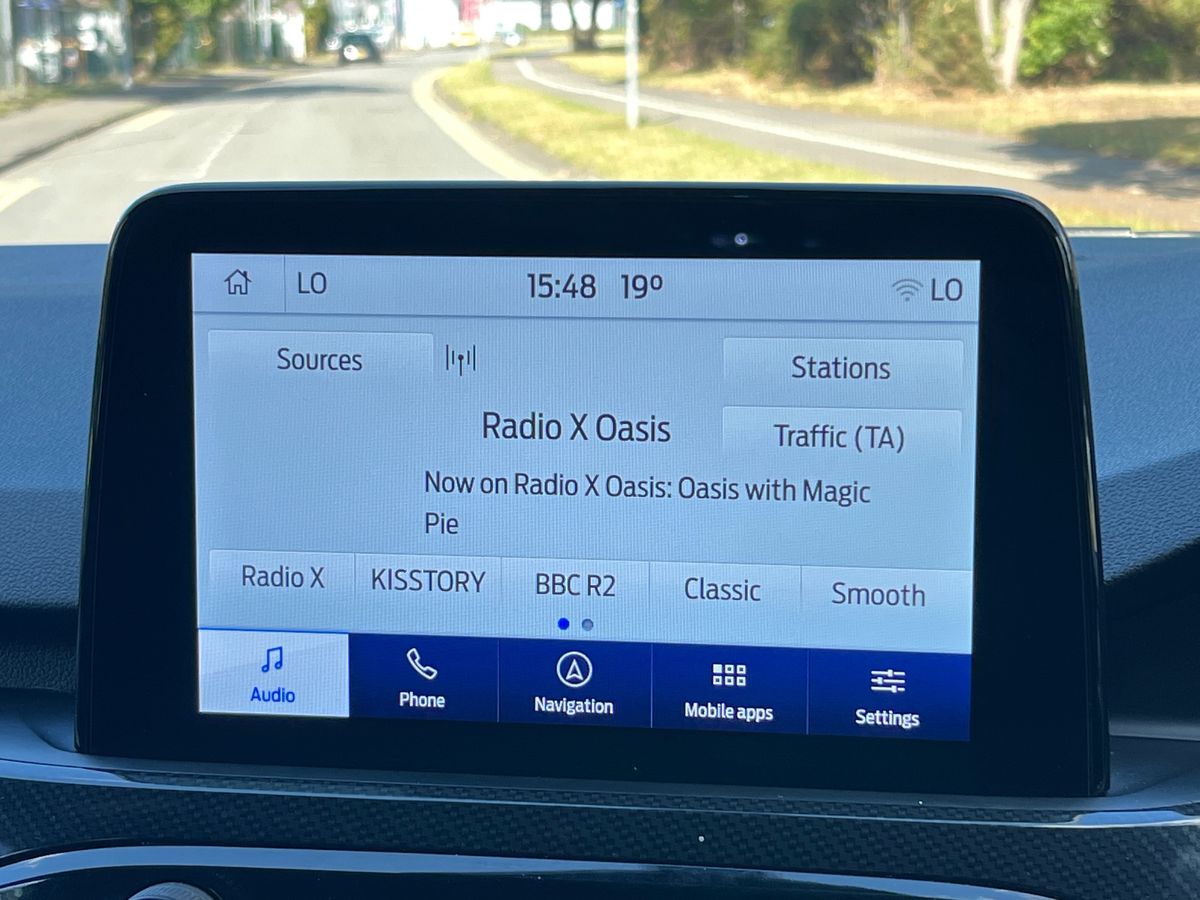 LO
15:48 19º
LO
Sources
Stations
Radio X Oasis
Traffic (TA)
Now on Radio X Oasis: Oasis with Magic
Pie
Radio X
KISSTORY
BBC R2
Classic
Smooth
Audio
Phone
Navigation
Mobile apps
Settings